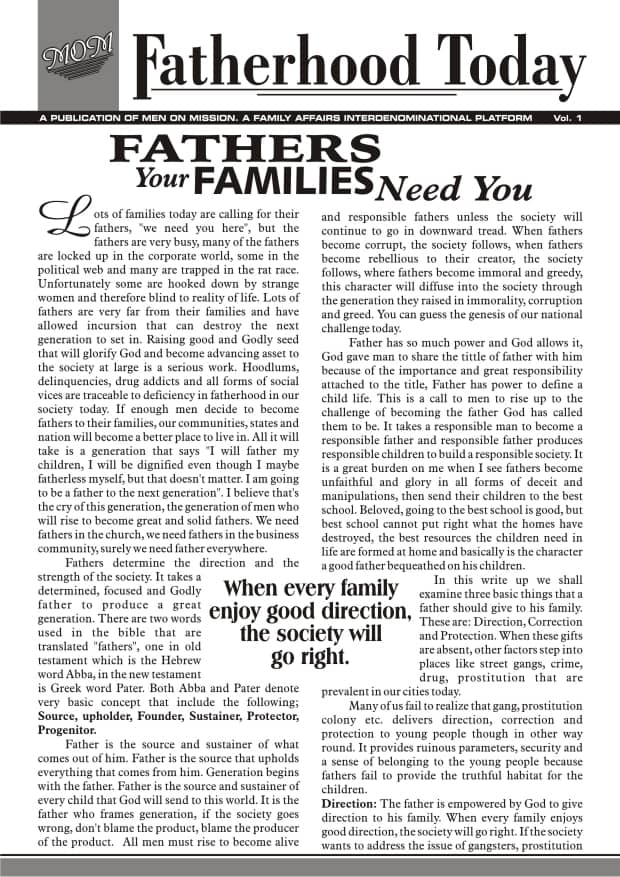 MOM
Fatherhood Today
A PUBLICATION OF MEN ON MISSION. A FAMILY AFFAIRS INTERDENOMINATIONAL PLATFORM Vol. 1
FATHERS
Your FAMILIES Need You
Lots of families today are calling for their
fathers, "we need you here", but the
fathers are very busy, many of the fathers
are locked up in the corporate world, some in the
political web and many are trapped in the rat race.
Unfortunately some are hooked down by strange
women and therefore blind to reality of life. Lots of
fathers are very far from their families and have
allowed incursion that can destroy the next
generation to set in. Raising good and Godly seed
that will glorify God and become advancing asset to
the society at large is a serious work. Hoodlums,
delinquencies, drug addicts and all forms of social
vices are traceable to deficiency in fatherhood in our
society today. If enough men decide to become
fathers to their families, our communities, states and
nation will become a better place to live in. All it will
take is a generation that says "I will father my
children, I will be dignified even though I maybe
fatherless myself, but that doesn't matter. I am going
to be a father to the next generation". I believe that's
the cry of this generation, the generation of men who
will rise to become great and solid fathers. We need
fathers in the church, we need fathers in the business
community, surely we need father everywhere.
Fathers determine the direction and the
strength of the society. It takes a
determined, focused and Godly
father to produce a great
generation. There are two words
used in the bible that are
translated "fathers", one in old
testament which is the Hebrew
word Abba, in the new testament
is Greek word Pater. Both Abba and Pater denote
very basic concept that include the following;
Source, upholder, Founder, Sustainer, Protector,
Progenitor.
Father is the source and sustainer of what
comes out of him. Father is the source that upholds
everything that comes from him. Generation begins
with the father. Father is the source and sustainer of
every child that God will send to this world. It is the
father who frames generation, if the society goes
wrong, don't blame the product, blame the producer
of the product. All men must rise to become alive
When every family
enjoy good direction,
the society will
go right.
and responsible fathers unless the society will
continue to go in downward tread. When fathers
become corrupt, the society follows, when fathers
become rebellious to their creator, the society
follows, where fathers become immoral and greedy,
this character will diffuse into the society through
the generation they raised in immorality, corruption
and greed. You can guess the genesis of our national
challenge today.
Father has so much power and God allows it,
God gave man to share the tittle of father with him
because of the importance and great responsibility
attached to the title, Father has power to define a
child life. This is a call to men to rise up to the
challenge of becoming the father God has called
them to be. It takes a responsible man to become a
responsible father and responsible father produces
responsible children to build a responsible society. It
is a great burden on me when I see fathers become
unfaithful and glory in all forms of deceit and
manipulations, then send their children to the best
school. Beloved, going to the best school is good, but
best school cannot put right what the homes have
destroyed, the best resources the children need in
life are formed at home and basically is the character
a good father bequeathed on his children.
In this write up we shall
examine three basic things that a
father should give to his family.
These are: Direction, Correction
and Protection. When these gifts
are absent, other factors step into
places like street gangs, crime,
drug, prostitution that are
prevalent in our cities today.
Many of us fail to realize that gang, prostitution
colony etc. delivers direction, correction and
protection to young people though in other way
round. It provides ruinous parameters, security and
a sense of belonging to the young people because
fathers fail to provide the truthful habitat for the
children.
Direction: The father is empowered by God to give
direction to his family. When every family enjoys
good direction, the society will go right. If the society
wants to address the issue of gangsters, prostitution